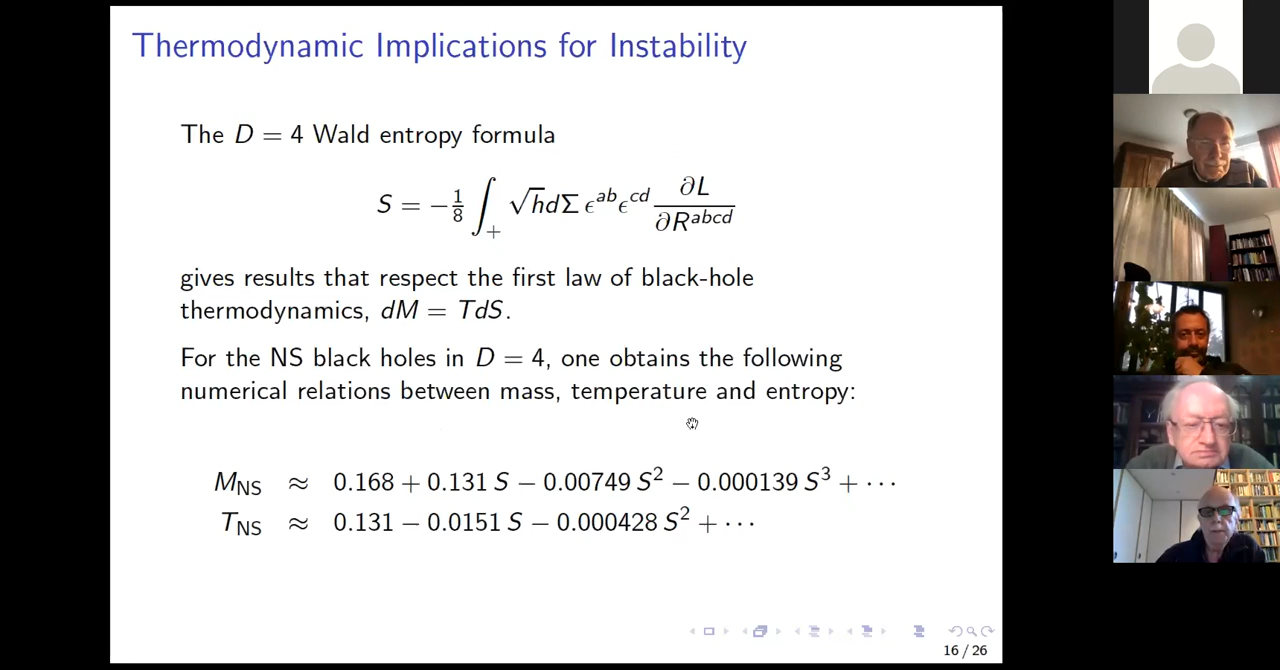 Thermodynamic Implications for Instability
The D = 4 Wald entropy formula
S = −1/8 ∫₊ √h dΣ ϵ^{ab} ϵ^{cd} ∂L/∂R^{abcd}
gives results that respect the first law of black-hole
thermodynamics, dM = TdS.
For the NS black holes in D = 4, one obtains the following
numerical relations between mass, temperature and entropy:
M_NS ≈ 0.168 + 0.131 S − 0.00749 S² − 0.000139 S³ + ⋯
T_NS ≈ 0.131 − 0.0151 S − 0.000428 S² + ⋯
16 / 26